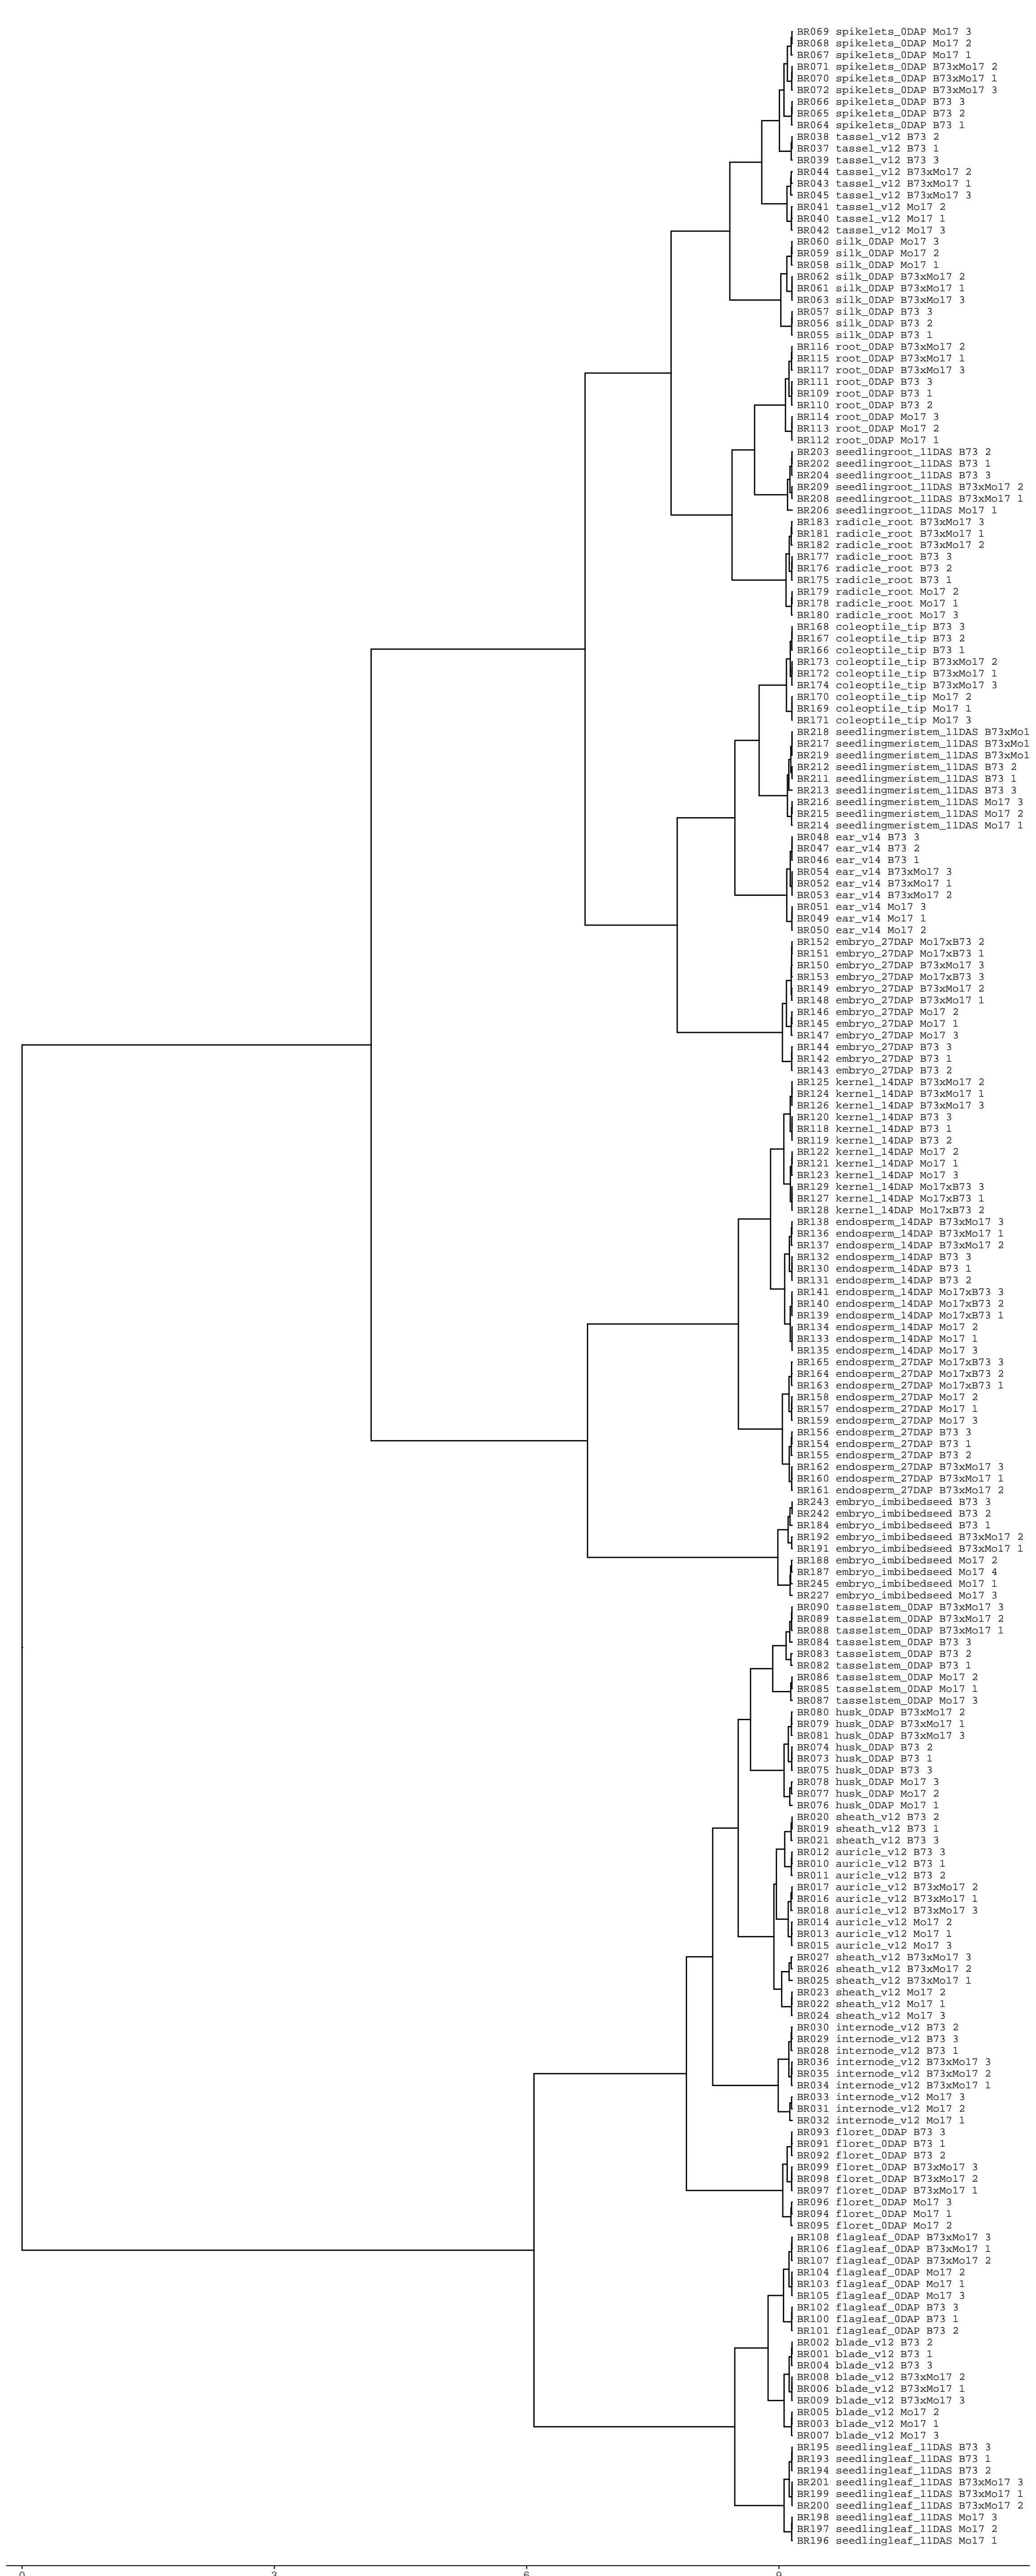 BR069 spikelets_0DAP Mo17 3
BR068 spikelets_0DAP Mo17 2
BR067 spikelets_0DAP Mo17 1
BR071 spikelets_0DAP B73xMo17 2
BR070 spikelets_0DAP B73xMo17 1
BR072 spikelets_0DAP B73xMo17 3
BR066 spikelets_0DAP B73 3
BR065 spikelets_0DAP B73 2
BR064 spikelets_0DAP B73 1
BR038 tassel_v12 B73 2
BR037 tassel_v12 B73 1
BR039 tassel_v12 B73 3
BR044 tassel_v12 B73xMo17 2
BR043 tassel_v12 B73xMo17 1
BR045 tassel_v12 B73xMo17 3
BR041 tassel_v12 Mo17 2
BR040 tassel_v12 Mo17 1
BR042 tassel_v12 Mo17 3
BR060 silk_0DAP Mo17 3
BR059 silk_0DAP Mo17 2
BR058 silk_0DAP Mo17 1
BR062 silk_0DAP B73xMo17 2
BR061 silk_0DAP B73xMo17 1
BR063 silk_0DAP B73xMo17 3
BR057 silk_0DAP B73 3
BR056 silk_0DAP B73 2
BR055 silk_0DAP B73 1
BR116 root_0DAP B73xMo17 2
BR115 root_0DAP B73xMo17 1
BR117 root_0DAP B73xMo17 3
BR111 root_0DAP B73 3
BR109 root_0DAP B73 1
BR110 root_0DAP B73 2
BR114 root_0DAP Mo17 3
BR113 root_0DAP Mo17 2
BR112 root_0DAP Mo17 1
BR203 seedlingroot_11DAS B73 2
BR202 seedlingroot_11DAS B73 1
BR204 seedlingroot_11DAS B73 3
BR209 seedlingroot_11DAS B73xMo17 2
BR208 seedlingroot_11DAS B73xMo17 1
BR206 seedlingroot_11DAS Mo17 1
BR183 radicle_root B73xMo17 3
BR181 radicle_root B73xMo17 1
BR182 radicle_root B73xMo17 2
BR177 radicle_root B73 3
BR176 radicle_root B73 2
BR175 radicle_root B73 1
BR179 radicle_root Mo17 2
BR178 radicle_root Mo17 1
BR180 radicle_root Mo17 3
BR168 coleoptile_tip B73 3
BR167 coleoptile_tip B73 2
BR166 coleoptile_tip B73 1
BR173 coleoptile_tip B73xMo17 2
BR172 coleoptile_tip B73xMo17 1
BR174 coleoptile_tip B73xMo17 3
BR170 coleoptile_tip Mo17 2
BR169 coleoptile_tip Mo17 1
BR171 coleoptile_tip Mo17 3
BR218 seedlingmeristem_11DAS B73xMo1
BR217 seedlingmeristem_11DAS B73xMo1
BR219 seedlingmeristem_11DAS B73xMo1
BR212 seedlingmeristem_11DAS B73 2
BR211 seedlingmeristem_11DAS B73 1
BR213 seedlingmeristem_11DAS B73 3
BR216 seedlingmeristem_11DAS Mo17 3
BR215 seedlingmeristem_11DAS Mo17 2
BR214 seedlingmeristem_11DAS Mo17 1
BR048 ear_v14 B73 3
BR047 ear_v14 B73 2
BR046 ear_v14 B73 1
BR054 ear_v14 B73xMo17 3
BR052 ear_v14 B73xMo17 1
BR053 ear_v14 B73xMo17 2
BR051 ear_v14 Mo17 3
BR049 ear_v14 Mo17 1
BR050 ear_v14 Mo17 2
BR152 embryo_27DAP Mo17xB73 2
BR151 embryo_27DAP Mo17xB73 1
BR150 embryo_27DAP B73xMo17 3
BR153 embryo_27DAP Mo17xB73 3
BR149 embryo_27DAP B73xMo17 2
BR148 embryo_27DAP B73xMo17 1
BR146 embryo_27DAP Mo17 2
BR145 embryo_27DAP Mo17 1
BR147 embryo_27DAP Mo17 3
BR144 embryo_27DAP B73 3
BR142 embryo_27DAP B73 1
BR143 embryo_27DAP B73 2
BR125 kernel_14DAP B73xMo17 2
BR124 kernel_14DAP B73xMo17 1
BR126 kernel_14DAP B73xMo17 3
BR120 kernel_14DAP B73 3
BR118 kernel_14DAP B73 1
BR119 kernel_14DAP B73 2
BR122 kernel_14DAP Mo17 2
BR121 kernel_14DAP Mo17 1
BR123 kernel_14DAP Mo17 3
BR129 kernel_14DAP Mo17xB73 3
BR127 kernel_14DAP Mo17xB73 1
BR128 kernel_14DAP Mo17xB73 2
BR138 endosperm_14DAP B73xMo17 3
BR136 endosperm_14DAP B73xMo17 1
BR137 endosperm_14DAP B73xMo17 2
BR132 endosperm_14DAP B73 3
BR130 endosperm_14DAP B73 1
BR131 endosperm_14DAP B73 2
BR141 endosperm_14DAP Mo17xB73 3
BR140 endosperm_14DAP Mo17xB73 2
BR139 endosperm_14DAP Mo17xB73 1
BR134 endosperm_14DAP Mo17 2
BR133 endosperm_14DAP Mo17 1
BR135 endosperm_14DAP Mo17 3
BR165 endosperm_27DAP Mo17xB73 3
BR164 endosperm_27DAP Mo17xB73 2
BR163 endosperm_27DAP Mo17xB73 1
BR158 endosperm_27DAP Mo17 2
BR157 endosperm_27DAP Mo17 1
BR159 endosperm_27DAP Mo17 3
BR156 endosperm_27DAP B73 3
BR154 endosperm_27DAP B73 1
BR155 endosperm_27DAP B73 2
BR162 endosperm_27DAP B73xMo17 3
BR160 endosperm_27DAP B73xMo17 1
BR161 endosperm_27DAP B73xMo17 2
BR243 embryo_imbibedseed B73 3
BR242 embryo_imbibedseed B73 2
BR184 embryo_imbibedseed B73 1
BR192 embryo_imbibedseed B73xMo17 2
BR191 embryo_imbibedseed B73xMo17 1
BR188 embryo_imbibedseed Mo17 2
BR187 embryo_imbibedseed Mo17 4
BR245 embryo_imbibedseed Mo17 1
BR227 embryo_imbibedseed Mo17 3
BR090 tasselstem_0DAP B73xMo17 3
BR089 tasselstem_0DAP B73xMo17 2
BR088 tasselstem_0DAP B73xMo17 1
BR084 tasselstem_0DAP B73 3
BR083 tasselstem_0DAP B73 2
BR082 tasselstem_0DAP B73 1
BR086 tasselstem_0DAP Mo17 2
BR085 tasselstem_0DAP Mo17 1
BR087 tasselstem_0DAP Mo17 3
BR080 husk_0DAP B73xMo17 2
BR079 husk_0DAP B73xMo17 1
BR081 husk_0DAP B73xMo17 3
BR074 husk_0DAP B73 2
BR073 husk_0DAP B73 1
BR075 husk_0DAP B73 3
BR078 husk_0DAP Mo17 3
BR077 husk_0DAP Mo17 2
BR076 husk_0DAP Mo17 1
BR020 sheath_v12 B73 2
BR019 sheath_v12 B73 1
BR021 sheath_v12 B73 3
BR012 auricle_v12 B73 3
BR010 auricle_v12 B73 1
BR011 auricle_v12 B73 2
BR017 auricle_v12 B73xMo17 2
BR016 auricle_v12 B73xMo17 1
BR018 auricle_v12 B73xMo17 3
BR014 auricle_v12 Mo17 2
BR013 auricle_v12 Mo17 1
BR015 auricle_v12 Mo17 3
BR027 sheath_v12 B73xMo17 3
BR026 sheath_v12 B73xMo17 2
BR025 sheath_v12 B73xMo17 1
BR023 sheath_v12 Mo17 2
BR022 sheath_v12 Mo17 1
BR024 sheath_v12 Mo17 3
BR030 internode_v12 B73 2
BR029 internode_v12 B73 3
BR028 internode_v12 B73 1
BR036 internode_v12 B73xMo17 3
BR035 internode_v12 B73xMo17 2
BR034 internode_v12 B73xMo17 1
BR033 internode_v12 Mo17 3
BR031 internode_v12 Mo17 2
BR032 internode_v12 Mo17 1
BR093 floret_0DAP B73 3
BR091 floret_0DAP B73 1
BR092 floret_0DAP B73 2
BR099 floret_0DAP B73xMo17 3
BR098 floret_0DAP B73xMo17 2
BR097 floret_0DAP B73xMo17 1
BR096 floret_0DAP Mo17 3
BR094 floret_0DAP Mo17 1
BR095 floret_0DAP Mo17 2
BR108 flagleaf_0DAP B73xMo17 3
BR106 flagleaf_0DAP B73xMo17 1
BR107 flagleaf_0DAP B73xMo17 2
BR104 flagleaf_0DAP Mo17 2
BR103 flagleaf_0DAP Mo17 1
BR105 flagleaf_0DAP Mo17 3
BR102 flagleaf_0DAP B73 3
BR100 flagleaf_0DAP B73 1
BR101 flagleaf_0DAP B73 2
BR002 blade_v12 B73 2
BR001 blade_v12 B73 1
BR004 blade_v12 B73 3
BR008 blade_v12 B73xMo17 2
BR006 blade_v12 B73xMo17 1
BR009 blade_v12 B73xMo17 3
BR005 blade_v12 Mo17 2
BR003 blade_v12 Mo17 1
BR007 blade_v12 Mo17 3
BR195 seedlingleaf_11DAS B73 3
BR193 seedlingleaf_11DAS B73 1
BR194 seedlingleaf_11DAS B73 2
BR201 seedlingleaf_11DAS B73xMo17 3
BR199 seedlingleaf_11DAS B73xMo17 1
BR200 seedlingleaf_11DAS B73xMo17 2
BR198 seedlingleaf_11DAS Mo17 3
BR197 seedlingleaf_11DAS Mo17 2
BR196 seedlingleaf_11DAS Mo17 1